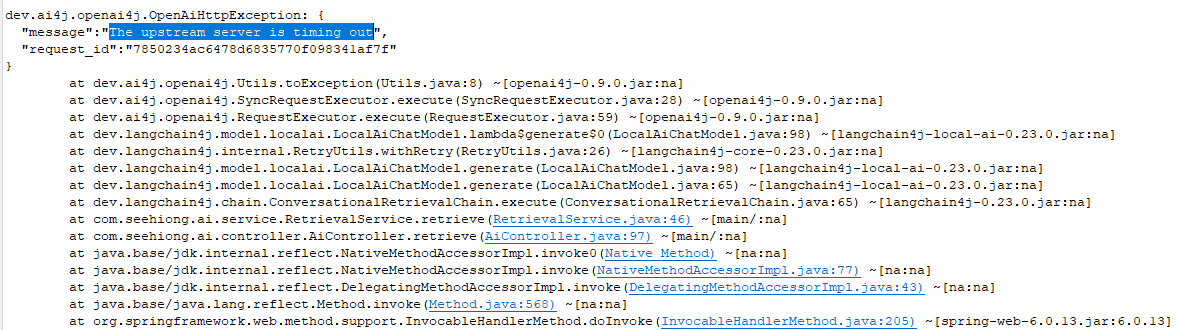 dev.ai4j.openai4j.OpenAiHttpException: {
"message":"The upstream server is timing out",
"request_id":"7850234ac6478d6835770f098341af7f"
}
at dev.ai4j.openai4j.Utils.toException(Utils.java:8) ~[openai4j-0.9.0.jar:na]
at dev.ai4j.openai4j.SyncRequestExecutor.execute(SyncRequestExecutor.java:28) ~[openai4j-0.9.0.jar:na]
at dev.ai4j.openai4j.RequestExecutor.execute(RequestExecutor.java:59) ~[openai4j-0.9.0.jar:na]
at dev.langchain4j.model.localai.LocalAiChatModel.lambda$generate$0(LocalAiChatModel.java:98) ~[langchain4j-local-ai-0.23.0.jar:na]
at dev.langchain4j.internal.RetryUtils.withRetry(RetryUtils.java:26) ~[langchain4j-core-0.23.0.jar:na]
at dev.langchain4j.model.localai.LocalAiChatModel.generate(LocalAiChatModel.java:98) ~[langchain4j-local-ai-0.23.0.jar:na]
at dev.langchain4j.model.localai.LocalAiChatModel.generate(LocalAiChatModel.java:65) ~[langchain4j-local-ai-0.23.0.jar:na]
at dev.langchain4j.chain.ConversationalRetrievalChain.execute(ConversationalRetrievalChain.java:65) ~[langchain4j-0.23.0.jar:na]
at com.seehiong.ai.service.RetrievalService.retrieve(RetrievalService.java:46) ~[main/:na]
at com.seehiong.ai.controller.AiController.retrieve(AiController.java:97) ~[main/:na]
at java.base/jdk.internal.reflect.NativeMethodAccessorImpl.invoke0(Native Method) ~[na:na]
at java.base/jdk.internal.reflect.NativeMethodAccessorImpl.invoke(NativeMethodAccessorImpl.java:77) ~[na:na]
at java.base/jdk.internal.reflect.DelegatingMethodAccessorImpl.invoke(DelegatingMethodAccessorImpl.java:43) ~[na:na]
at java.base/java.lang.reflect.Method.invoke(Method.java:568) ~[na:na]
at org.springframework.web.method.support.InvocableHandlerMethod.doInvoke(InvocableHandlerMethod.java:205) ~[spring-web-6.0.13.jar:6.0.13]